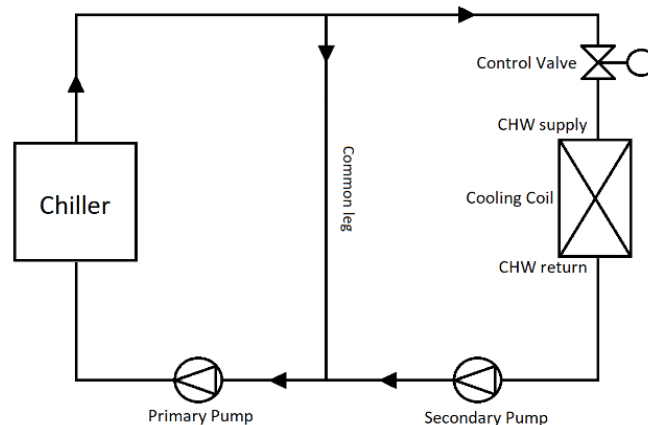 Control Valve
CHW supply
Chiller
Common leg
Cooling Coil
CHW return
Primary Pump
Secondary Pump